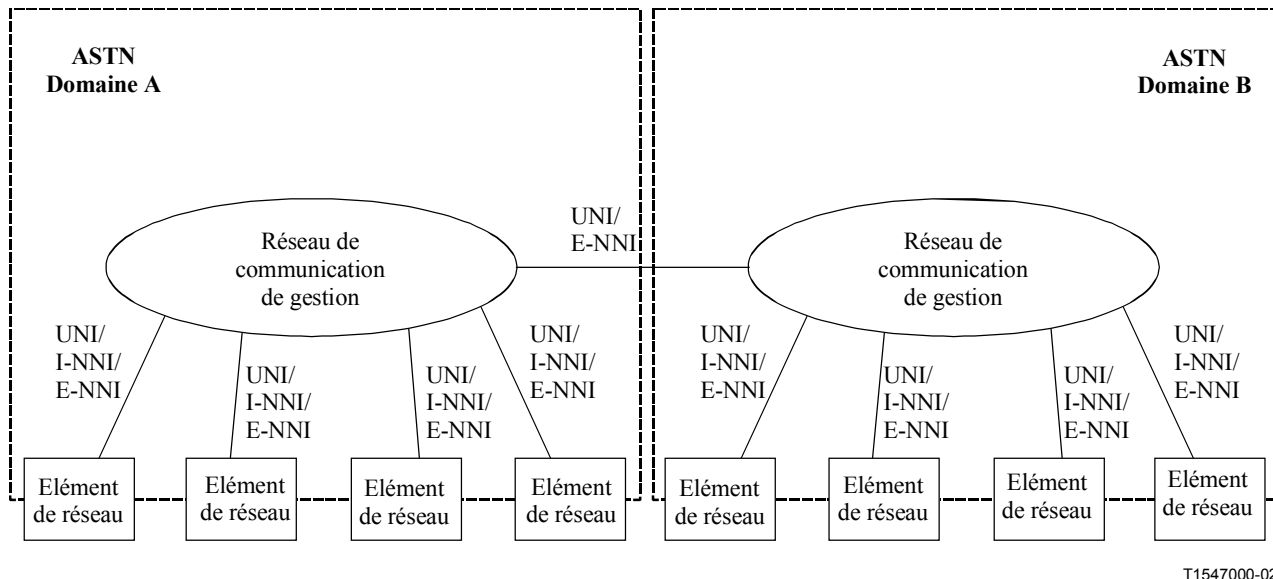 ASTN
Domaine A
ASTN
Domaine B
UNI/
E-NNI
Réseau de
communication
de gestion
Réseau de
communication
de gestion
UNI/
I-NNI/
E-NNI
UNI/
I-NNI/
E-NNI
UNI/
I-NNI/
E-NNI
UNI/
I-NNI/
E-NNI
UNI/
I-NNI/
E-NNI
UNI/
I-NNI/
E-NNI
UNI/
I-NNI/
E-NNI
UNI/
I-NNI/
E-NNI
Elément
de réseau
Elément
de réseau
Elément
de réseau
Elément
de réseau
Elément
de réseau
Elément
de réseau
Elément
de réseau
Elément
de réseau
T1547000-02